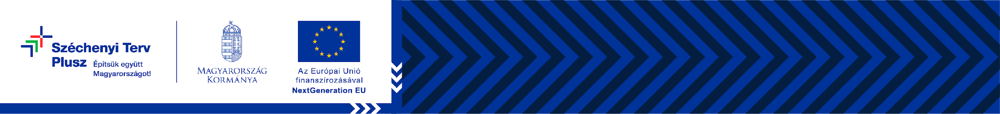 Széchenyi Terv
Plusz Építsük együtt
Magyarországot!
MAGYARORSZÁG
KORMÁNYA
Az Európai Unió
finanszírozásával
NextGeneration EU